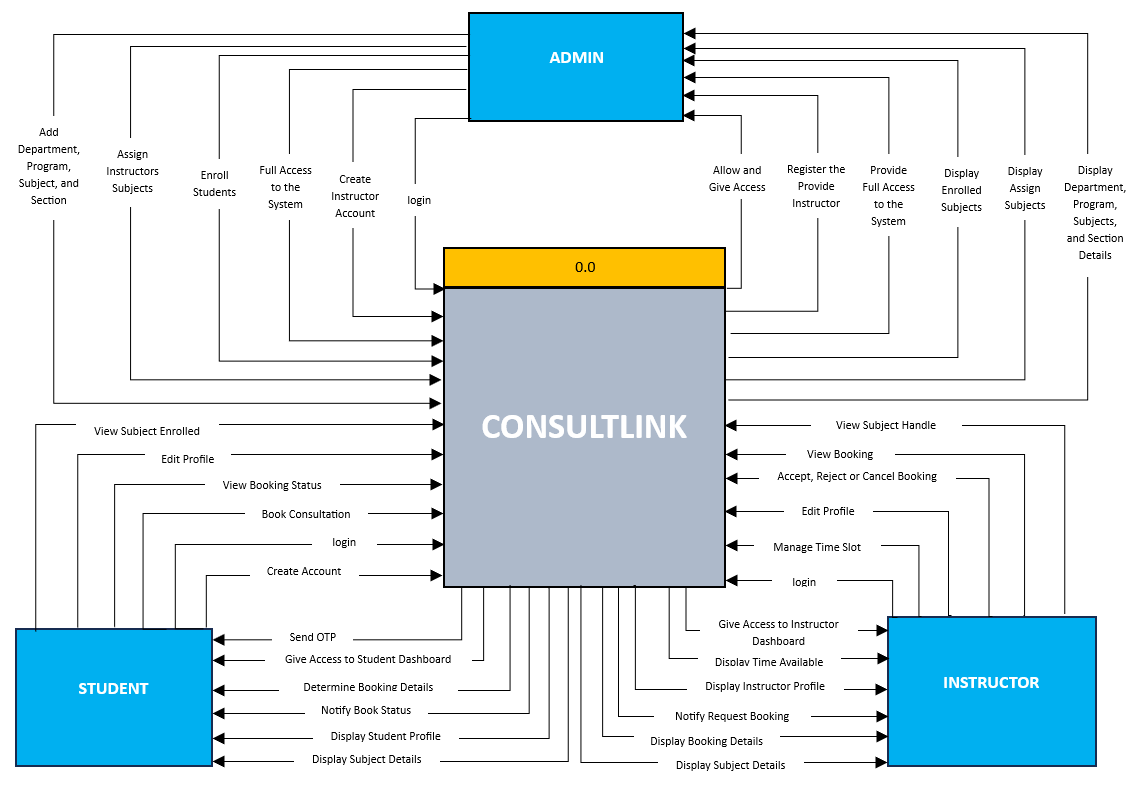 ADMIN
Add
Department,
Program,
Subject, and
Section
Assign
Instructors
Subjects
Enroll
Students
Full Access
to the
System
Create
Instructor
Account
login
Allow and
Give Access
Register the
Provide
Instructor
Provide
Full Access
to the
System
Display
Enrolled
Subjects
Display
Assign
Subjects
Display
Department,
Program,
Subjects,
and Section
Details
0.0
CONSULTLINK
View Subject Enrolled
Edit Profile
View Booking Status
Book Consultation
login
Create Account
View Subject Handle
View Booking
Accept, Reject or Cancel Booking
Edit Profile
Manage Time Slot
login
STUDENT
Send OTP
Give Access to Student Dashboard
Determine Booking Details
Notify Book Status
Display Student Profile
Display Subject Details
Give Access to Instructor
Dashboard
Display Time Available
Display Instructor Profile
Notify Request Booking
Display Booking Details
Display Subject Details
INSTRUCTOR